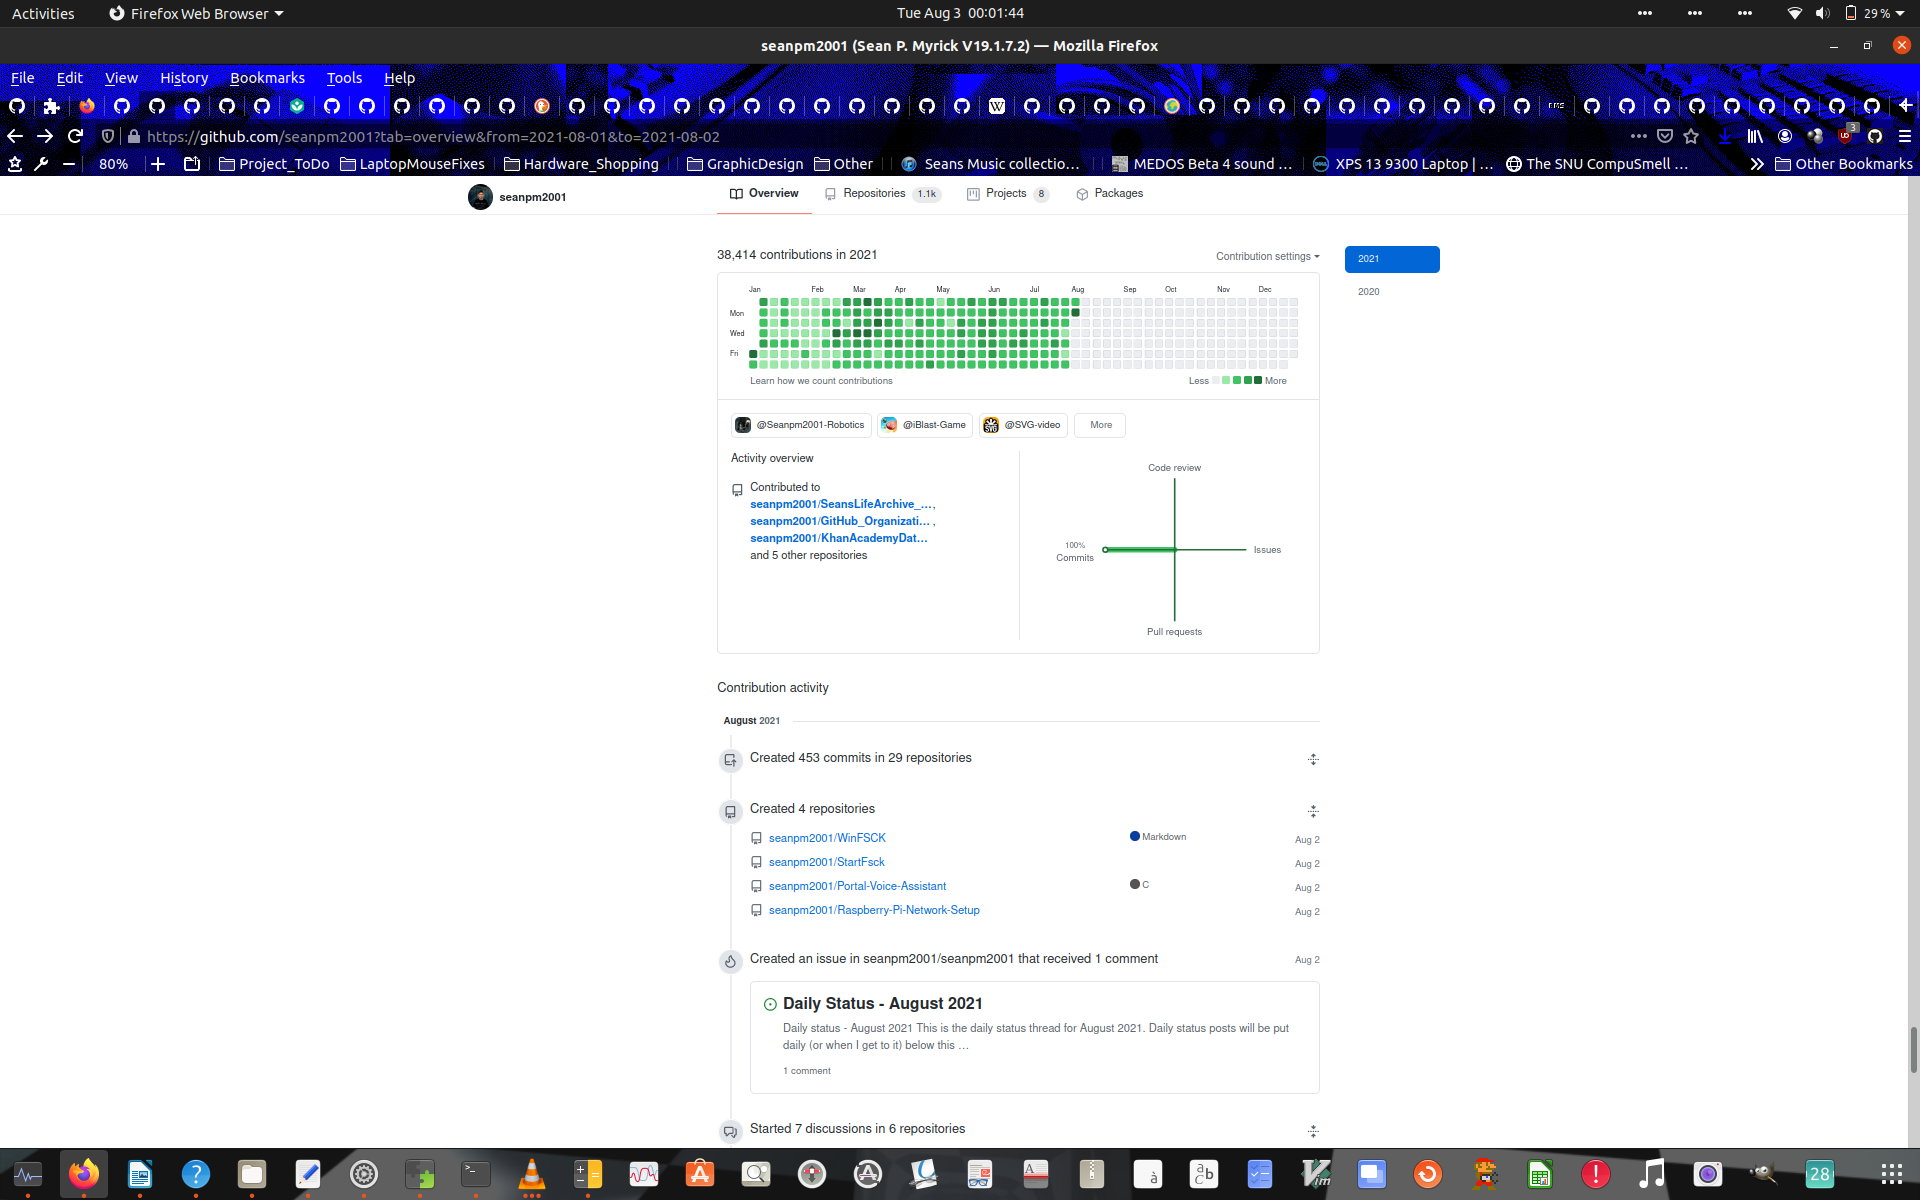 Activities
Firefox Web Browser
Tue Aug 3 00:01:44
29 %
seanpm2001 (Sean P. Myrick V19.1.7.2) — Mozilla Firefox
File Edit View History Bookmarks Tools Help
https://github.com/seanpm2001?tab=overview&from=2021-08-01&to=2021-08-02
3
80%
Project_ToDo
LaptopMouseFixes
Hardware_Shopping
GraphicDesign
Other
Seans Music collectio…
MEDOS Beta 4 sound …
XPS 13 9300 Laptop | …
The SNU CompuSmell …
Other Bookmarks
seanpm2001
Overview
Repositories 1.1k
Projects 8
Packages
38,414 contributions in 2021
Contribution settings
2021
2020
Jan Feb Mar Apr May Jun Jul Aug Sep Oct Nov Dec
Mon
Wed
Fri
Learn how we count contributions
Less More
@Seanpm2001-Robotics
@iBlast-Game
@SVG-video
More
Activity overview
Contributed to
seanpm2001/SeansLifeArchive_…,
seanpm2001/GitHub_Organizati…,
seanpm2001/KhanAcademyDat…
and 5 other repositories
Code review
100%
Commits
Issues
Pull requests
Contribution activity
August 2021
Created 453 commits in 29 repositories
Created 4 repositories
seanpm2001/WinFSCK Markdown Aug 2
seanpm2001/StartFsck Aug 2
seanpm2001/Portal-Voice-Assistant C Aug 2
seanpm2001/Raspberry-Pi-Network-Setup Aug 2
Created an issue in seanpm2001/seanpm2001 that received 1 comment Aug 2
Daily Status - August 2021
Daily status - August 2021 This is the daily status thread for August 2021. Daily status posts will be put
daily (or when I get to it) below this …
1 comment
Started 7 discussions in 6 repositories
28